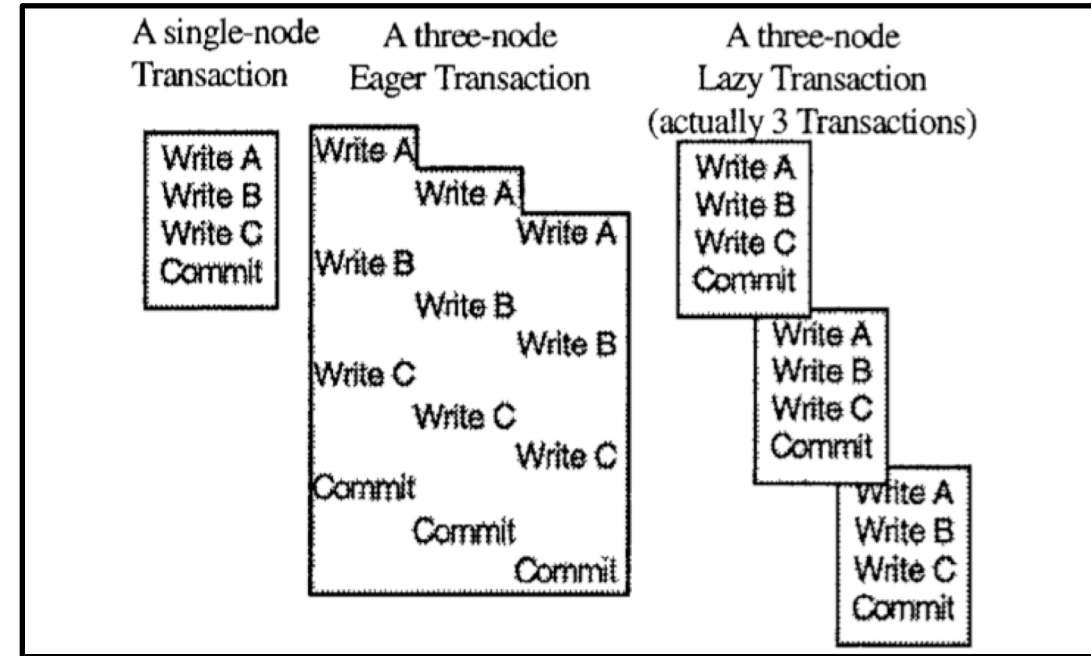 A single-node
Transaction
Write A
Write B
Write C
Commit
A three-node
Eager Transaction
Write A
Write A
Write A
Write B
Write B
Write B
Write C
Write C
Write C
Commit
Commit
Commit
A three-node
Lazy Transaction
(actually 3 Transactions)
Write A
Write B
Write C
Commit
Write A
Write B
Write C
Commit
Write A
Write B
Write C
Commit